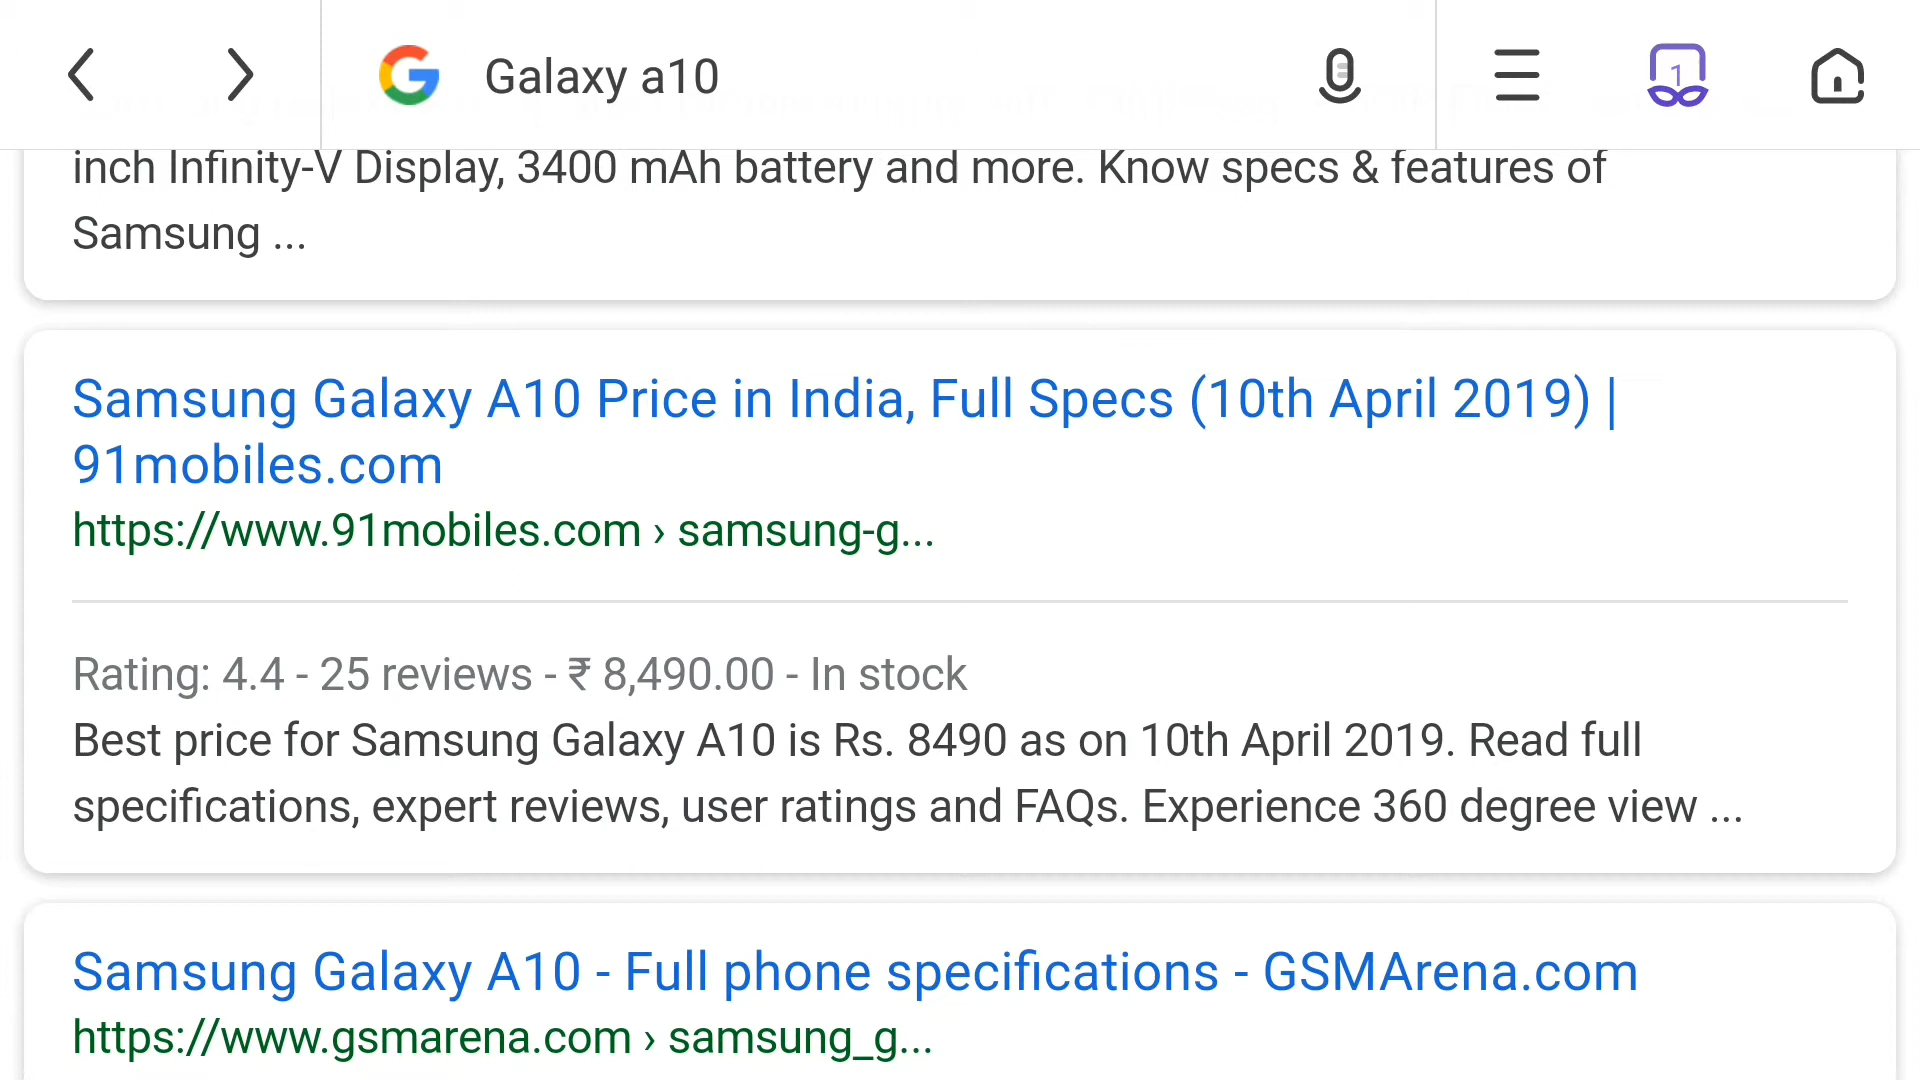 Galaxy a10
1
inch Infinity-V Display, 3400 mAh battery and more. Know specs & features of
Samsung ...
Samsung Galaxy A10 Price in India, Full Specs (10th April 2019) |
91mobiles.com
https://www.91mobiles.com › samsung-g...
Rating: 4.4 - 25 reviews - ₹ 8,490.00 - In stock
Best price for Samsung Galaxy A10 is Rs. 8490 as on 10th April 2019. Read full
specifications, expert reviews, user ratings and FAQs. Experience 360 degree view ...
Samsung Galaxy A10 - Full phone specifications - GSMArena.com
https://www.gsmarena.com › samsung_g...